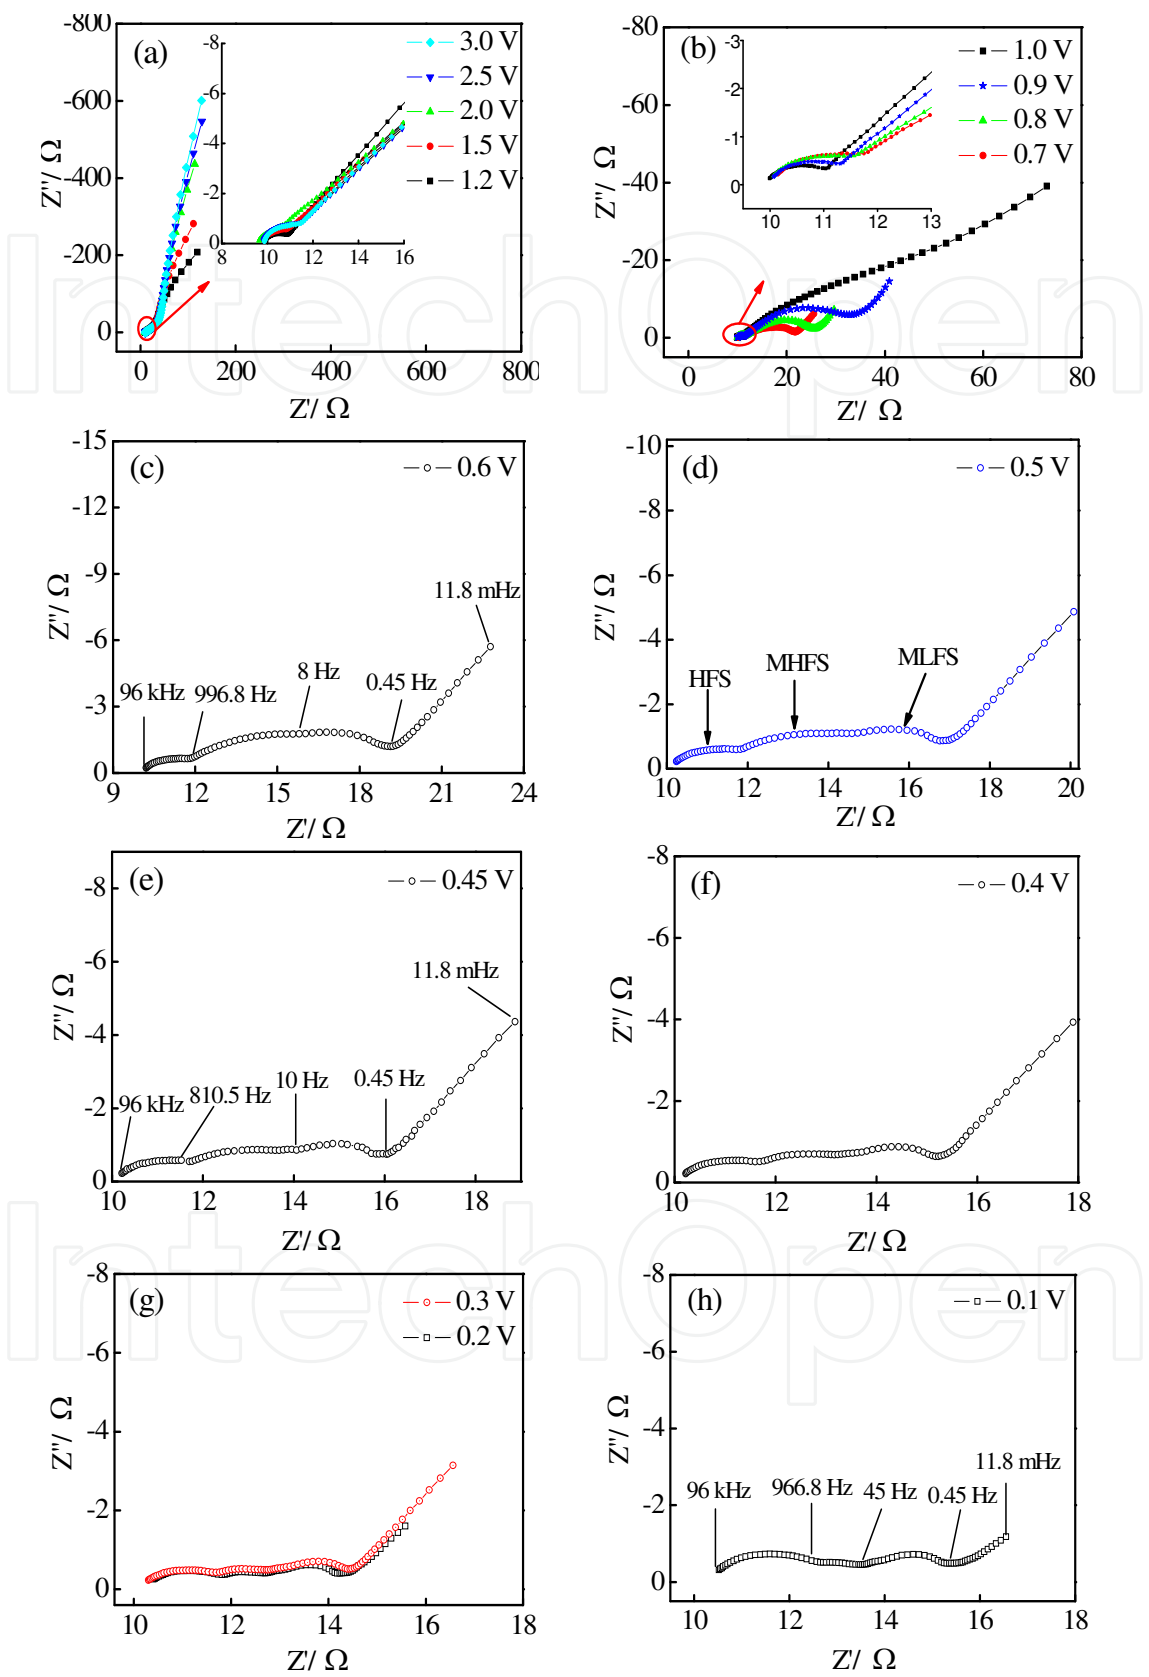 (a)
-800
-600
-400
-200
0
Z''/ Ω
0 200 400 600 800
Z'/ Ω
3.0 V
2.5 V
2.0 V
1.5 V
1.2 V
-8
-6
-4
-2
0
8 10 12 14 16
(b)
-80
-60
-40
-20
0
Z''/ Ω
0 20 40 60 80
Z'/ Ω
1.0 V
0.9 V
0.8 V
0.7 V
-3
-2
-1
0
10 11 12 13
(c)
-15
-12
-9
-6
-3
0
Z''/ Ω
9 12 15 18 21 24
Z'/ Ω
0.6 V
96 kHz
996.8 Hz
8 Hz
0.45 Hz
11.8 mHz
(d)
-10
-8
-6
-4
-2
0
Z''/ Ω
10 12 14 16 18 20
Z'/ Ω
0.5 V
HFS
MHFS
MLFS
(e)
-8
-6
-4
-2
0
Z''/ Ω
10 12 14 16 18
Z'/ Ω
0.45 V
96 kHz
810.5 Hz
10 Hz
0.45 Hz
11.8 mHz
(f)
-8
-6
-4
-2
0
Z''/ Ω
10 12 14 16 18
Z'/ Ω
0.4 V
(g)
-8
-6
-4
-2
0
Z''/ Ω
10 12 14 16 18
Z'/ Ω
0.3 V
0.2 V
(h)
-8
-6
-4
-2
0
Z''/ Ω
10 12 14 16 18
Z'/ Ω
0.1 V
96 kHz
966.8 Hz
45 Hz
0.45 Hz
11.8 mHz
IntechOpen
IntechOpen